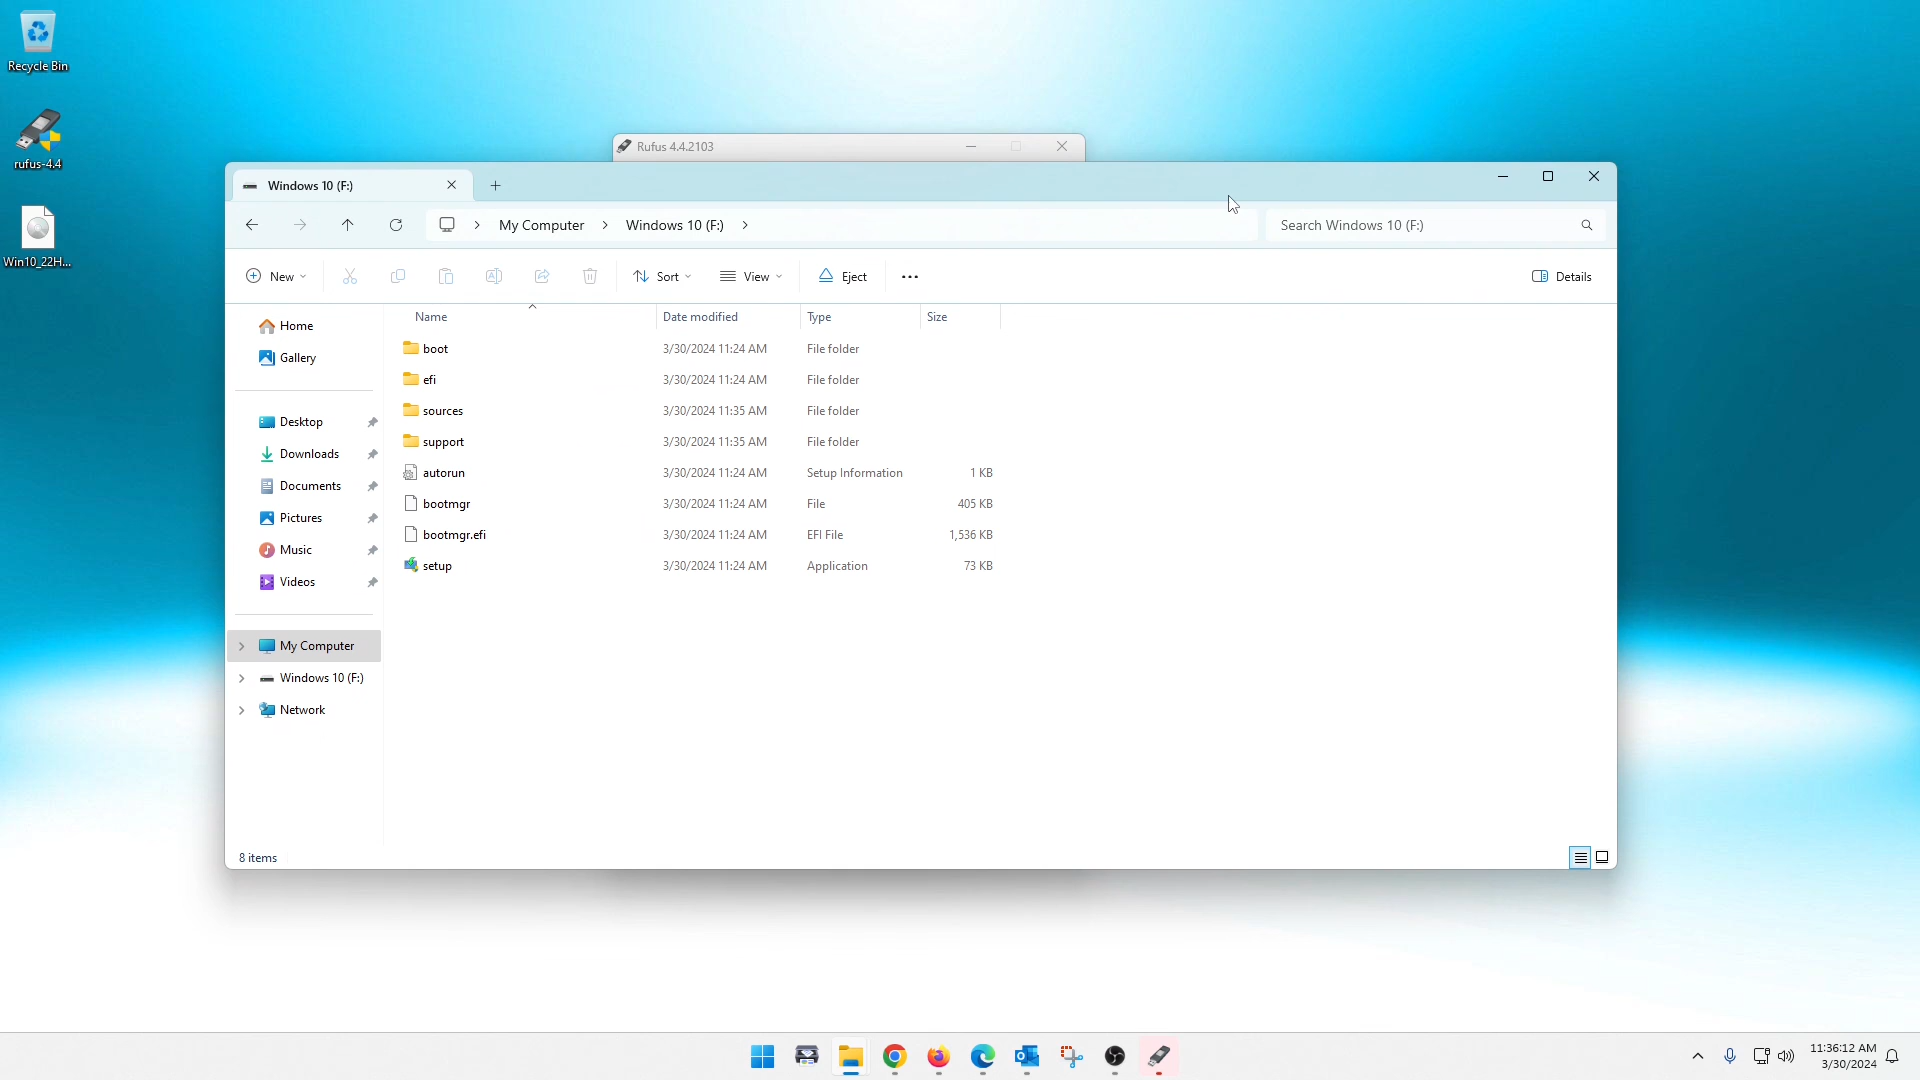 Recycle Bin
rufus-4.4
Win10_22H...
Rufus 4.4.2103
Windows 10 (F:)
My Computer
Windows 10 (F:)
Search Windows 10 (F:)
New
Sort
View
Eject
Details
Name Date modified Type Size
Home
Gallery
Desktop
Downloads
Documents
Pictures
Music
Videos
My Computer
Windows 10 (F:)
Network
boot 3/30/2024 11:24 AM File folder
efi 3/30/2024 11:24 AM File folder
sources 3/30/2024 11:35 AM File folder
support 3/30/2024 11:35 AM File folder
autorun 3/30/2024 11:24 AM Setup Information 1 KB
bootmgr 3/30/2024 11:24 AM File 405 KB
bootmgr.efi 3/30/2024 11:24 AM EFI File 1,536 KB
setup 3/30/2024 11:24 AM Application 73 KB
8 items
11:36:12 AM
3/30/2024